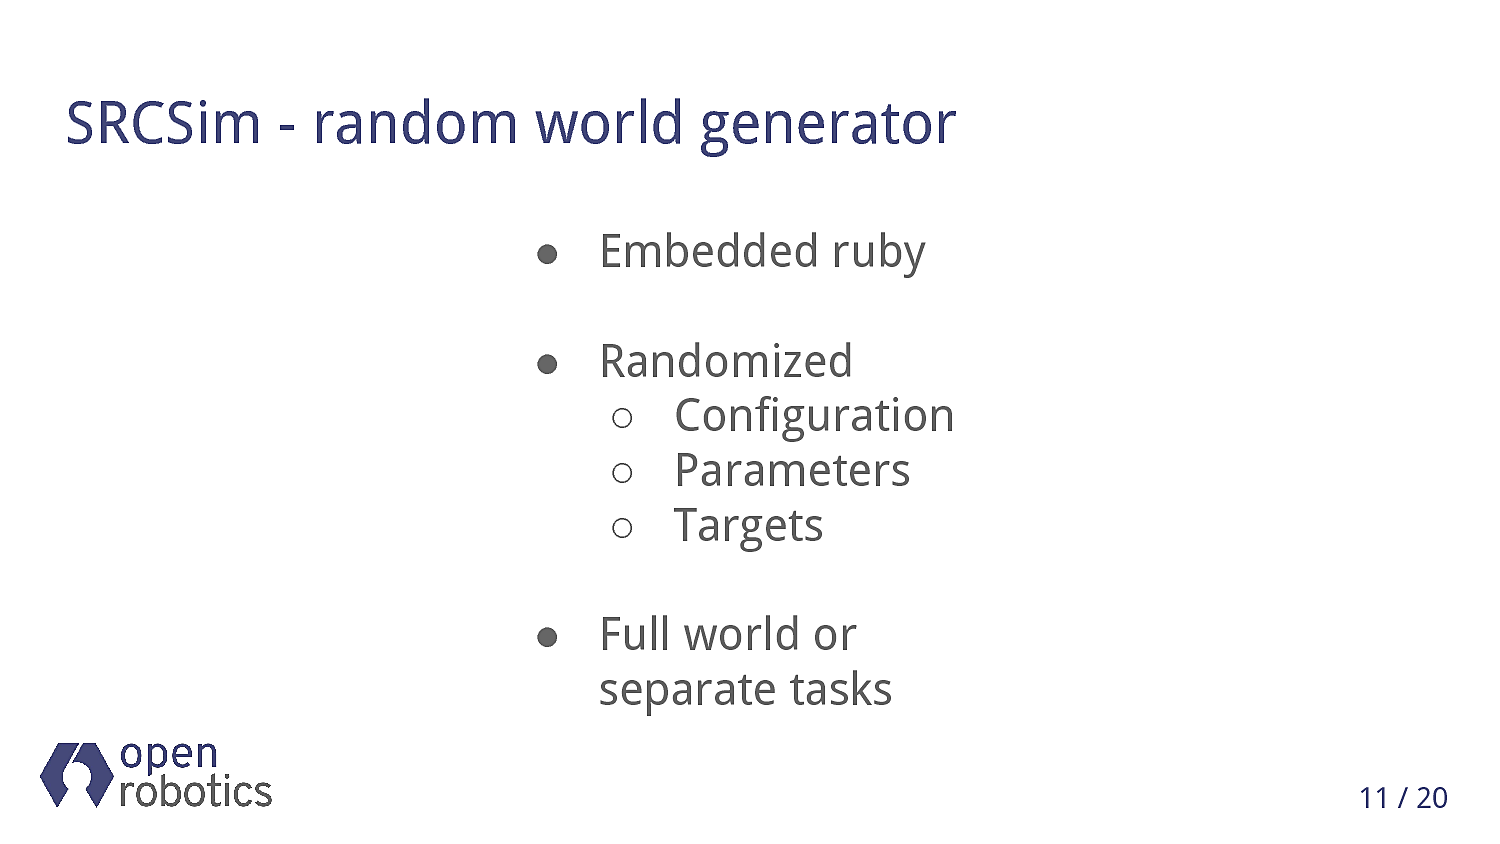 SRCSim - random world generator
● Embedded ruby
● Randomized
○ Configuration
○ Parameters
○ Targets
● Full world or
separate tasks
open
robotics
11 / 20